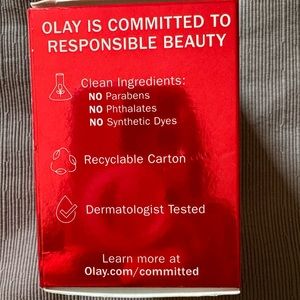 OLAY IS COMMITTED TO
RESPONSIBLE BEAUTY
Clean Ingredients:
NO Parabens
NO Phthalates
NO Synthetic Dyes
Recyclable Carton
Dermatologist Tested
Learn more at
Olay.com/committed